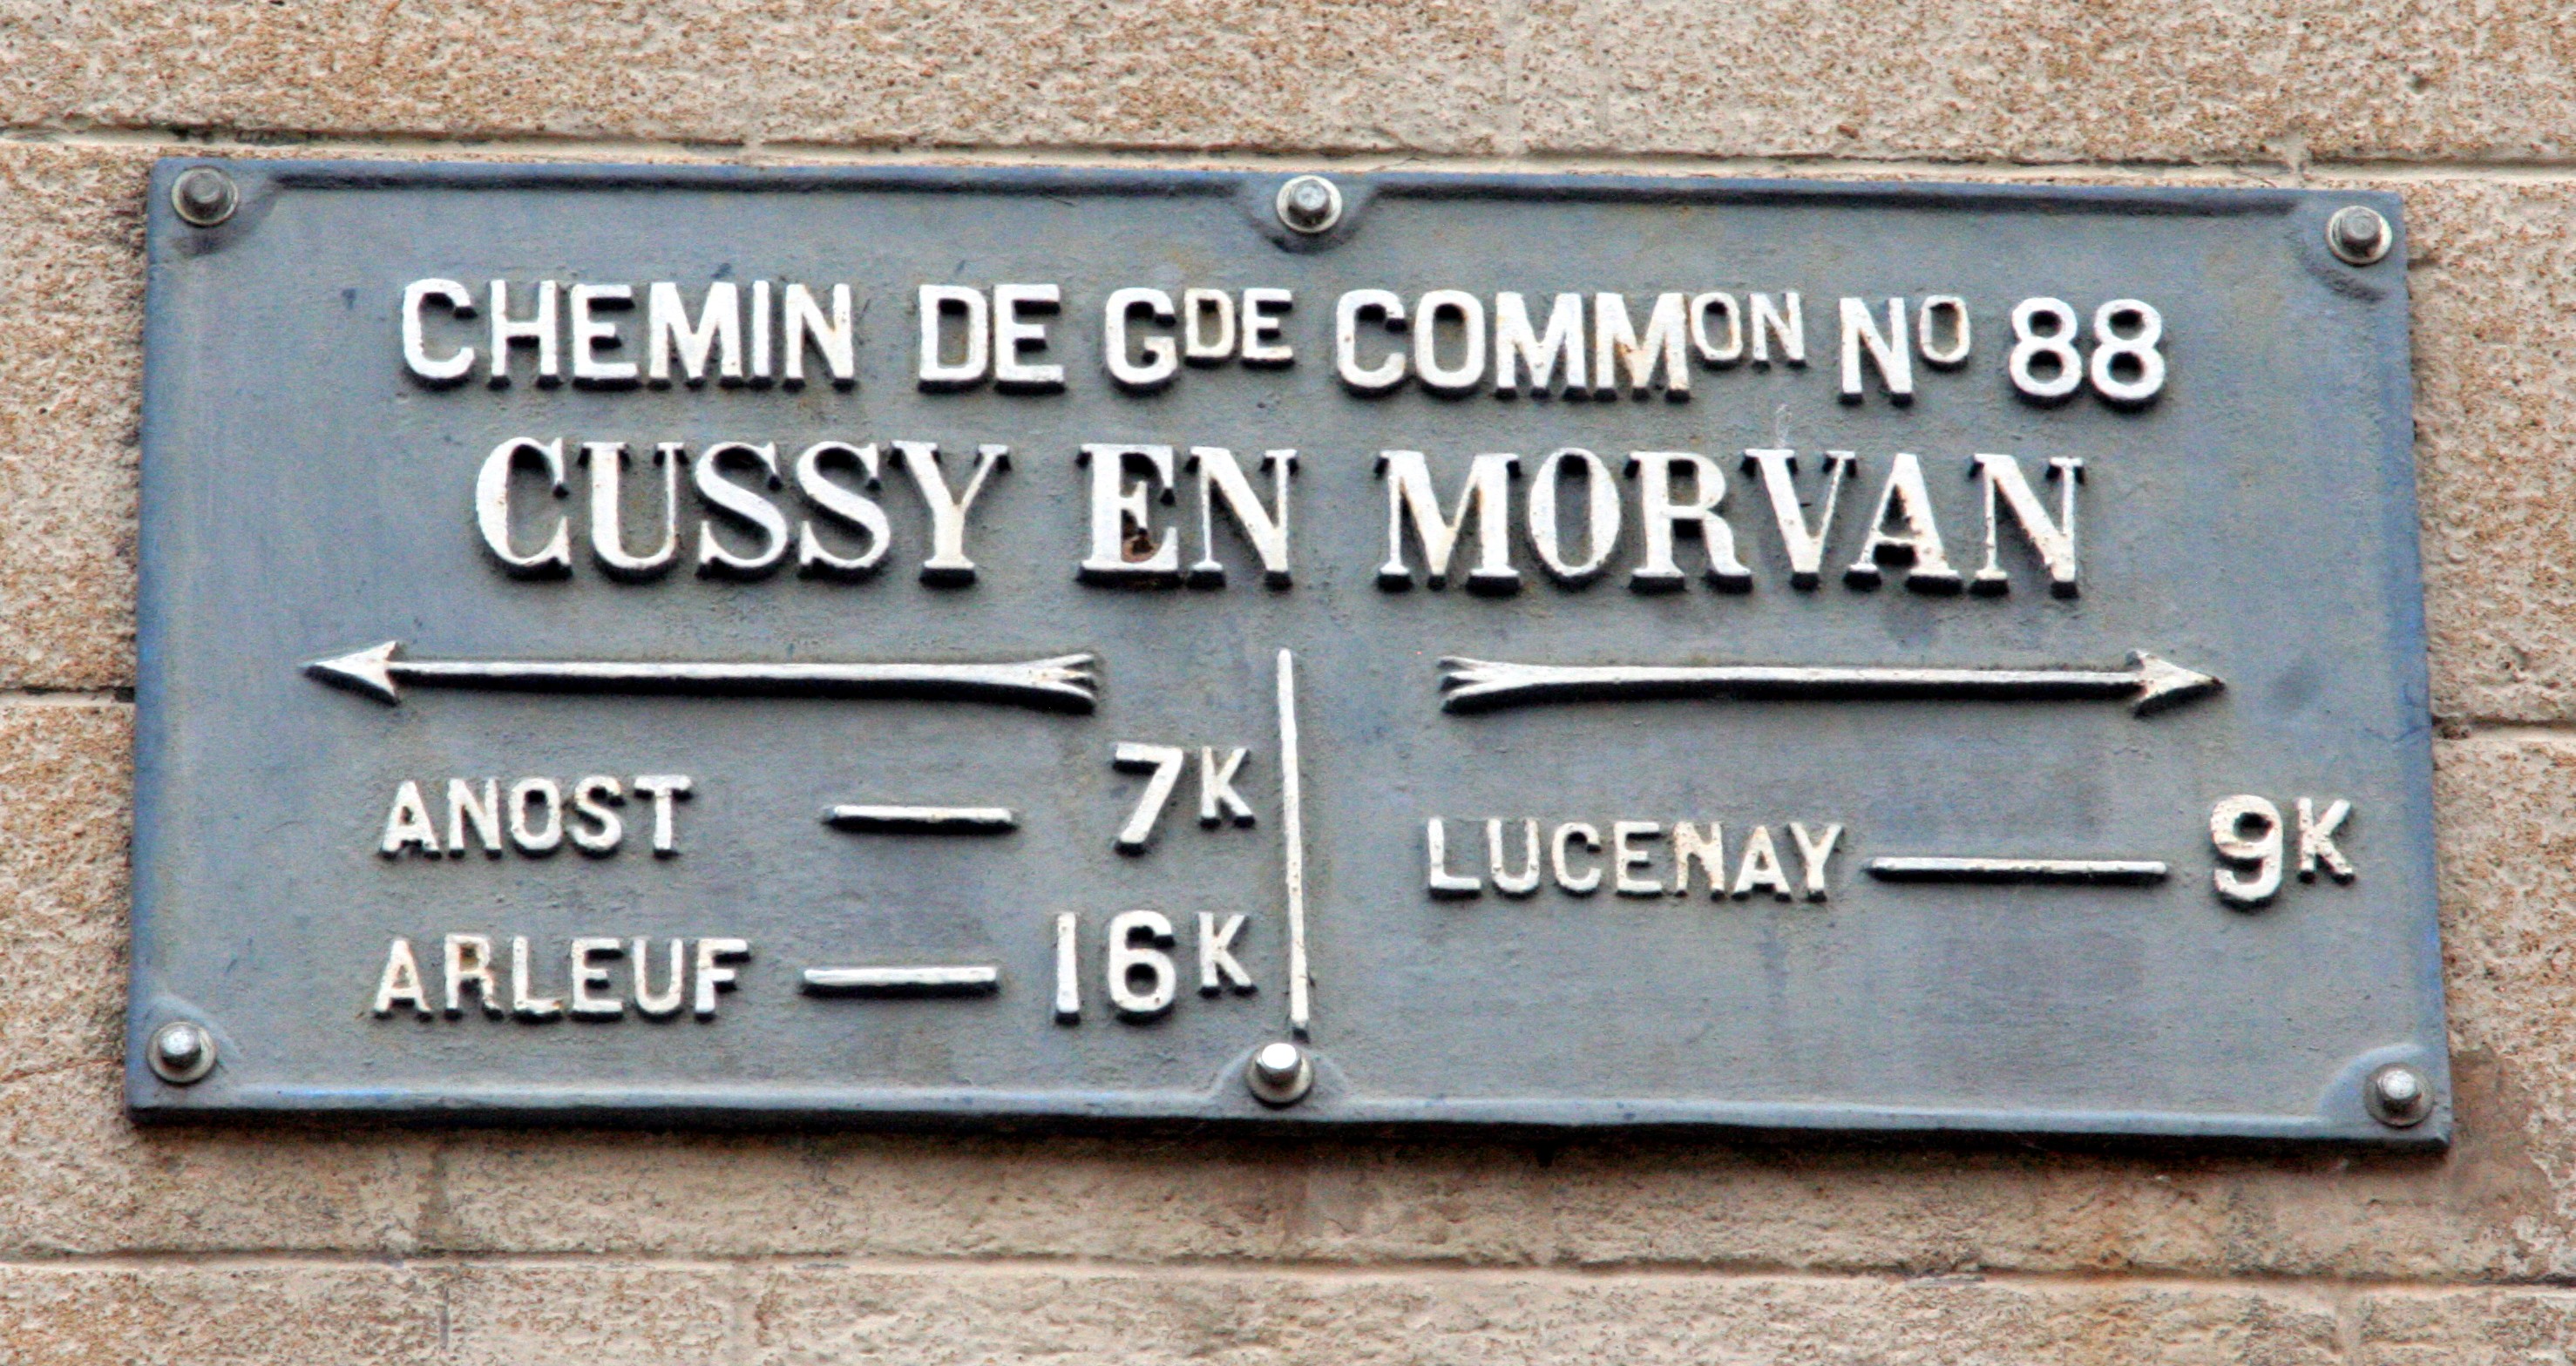 CHEMIN DE GDE COMMON NO 88
CUSSY EN MORVAN
ANOST — 7K
ARLEUF — 16K
LUCENAY — 9K